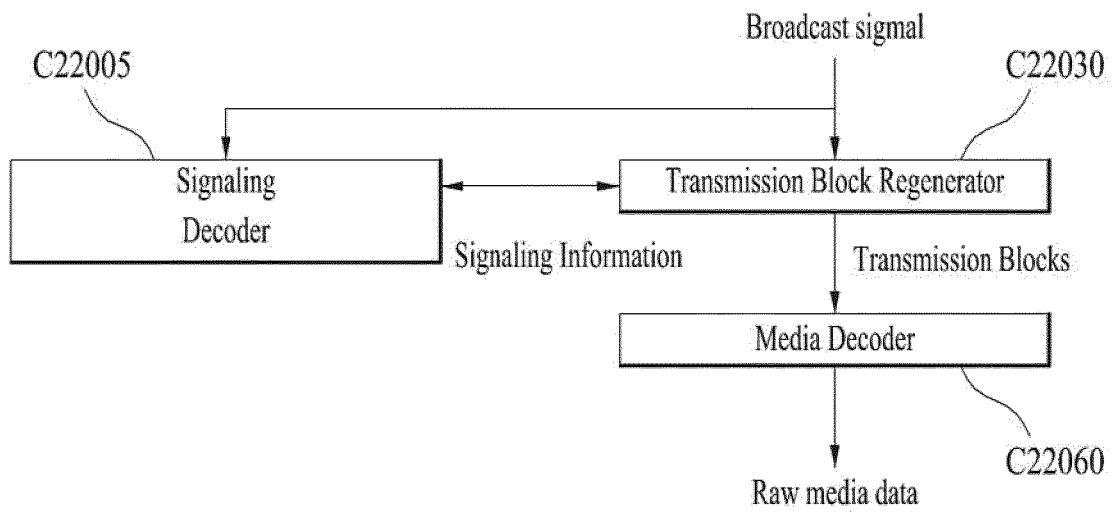 Broadcast sigmal
C22005
C22030
Signaling
Decoder
Transmission Block Regenerator
Signaling Information
Transmission Blocks
Media Decoder
C22060
Raw media data